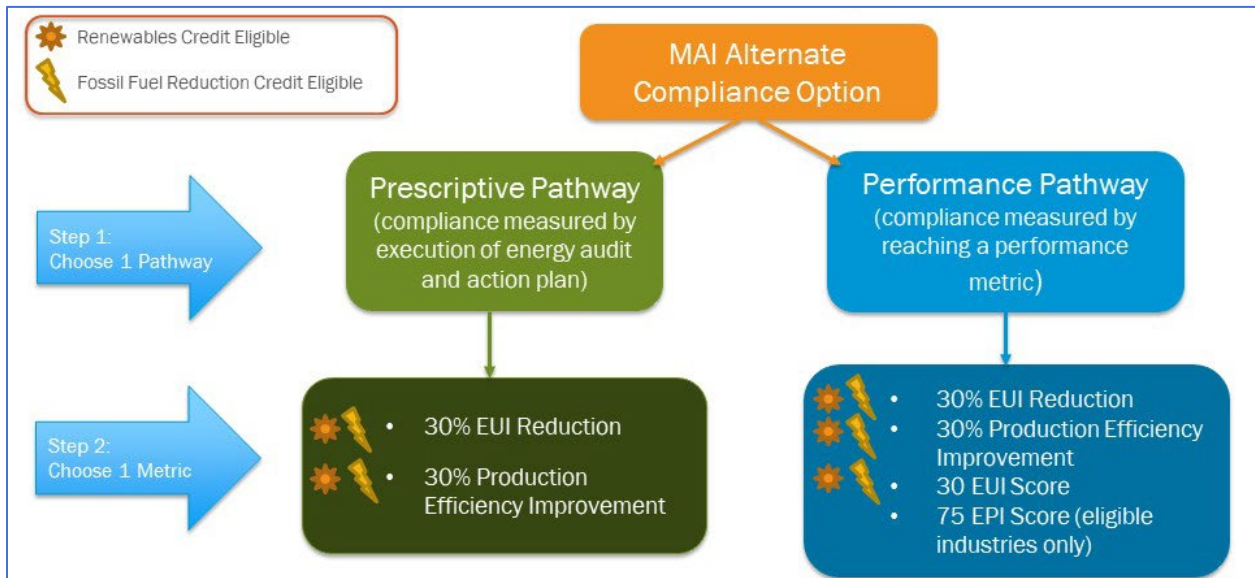 Renewables Credit Eligible
Fossil Fuel Reduction Credit Eligible
MAI Alternate
Compliance Option
Step 1:
Choose 1 Pathway
Prescriptive Pathway
(compliance measured by
execution of energy audit
and action plan)
Performance Pathway
(compliance measured by
reaching a performance
metric)
Step 2:
Choose 1 Metric
• 30% EUI Reduction
• 30% Production
Efficiency Improvement
• 30% EUI Reduction
• 30% Production Efficiency
Improvement
• 30 EUI Score
• 75 EPI Score (eligible
industries only)